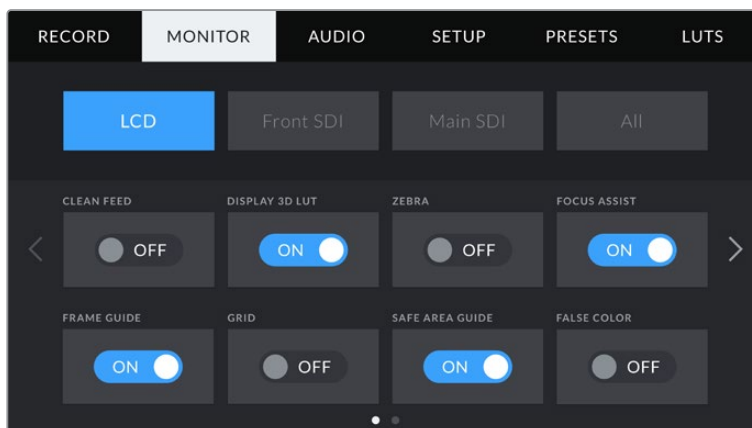 RECORD MONITOR AUDIO SETUP PRESETS LUTS
LCD Front SDI Main SDI All
CLEAN FEED DISPLAY 3D LUT ZEBRA FOCUS ASSIST
OFF ON OFF ON
FRAME GUIDE GRID SAFE AREA GUIDE FALSE COLOR
ON OFF ON OFF